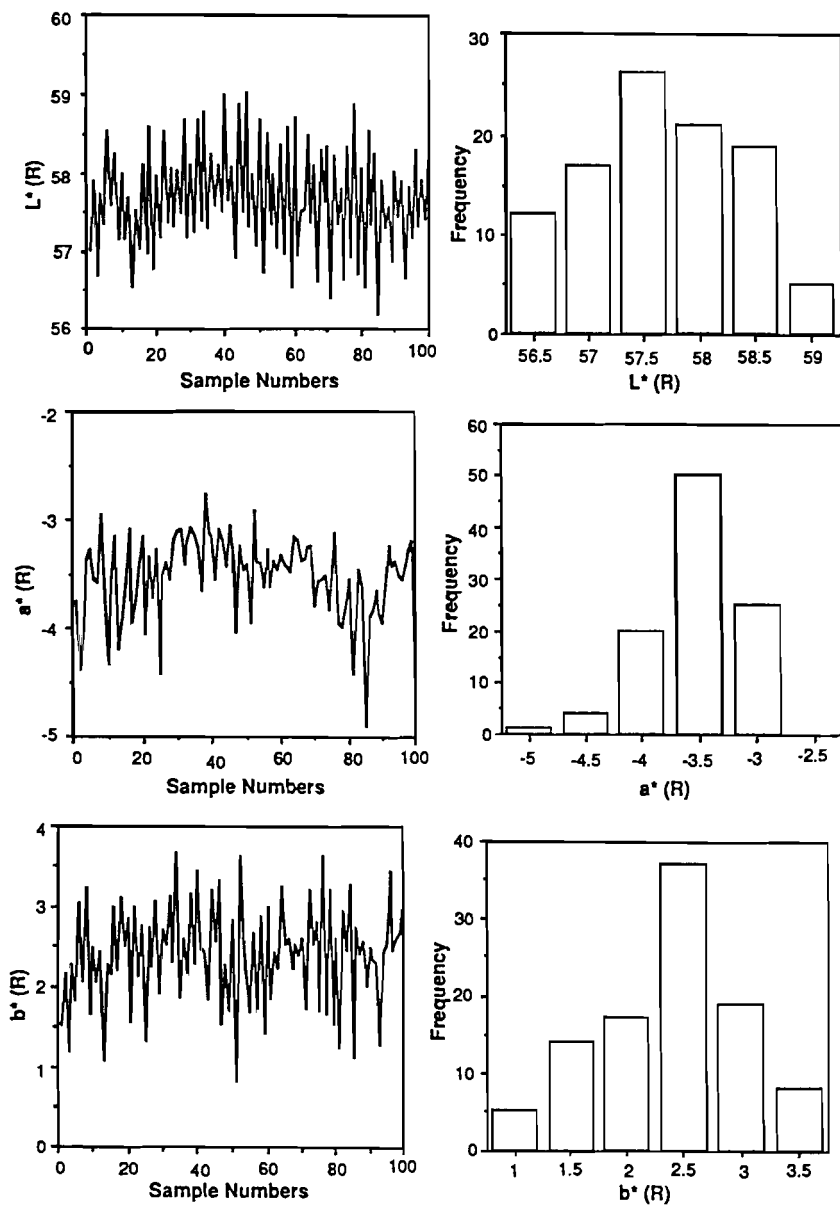 60
59
58
57
56
L* (R)
0 20 40 60 80 100
Sample Numbers
30
20
10
0
Frequency
56.5 57 57.5 58 58.5 59
L* (R)
-2
-3
-4
-5
a* (R)
0 20 40 60 80 100
Sample Numbers
60
50
40
30
20
10
0
Frequency
-5 -4.5 -4 -3.5 -3 -2.5
a* (R)
4
3
2
1
0
b* (R)
0 20 40 60 80 100
Sample Numbers
40
30
20
10
0
Frequency
1 1.5 2 2.5 3 3.5
b* (R)